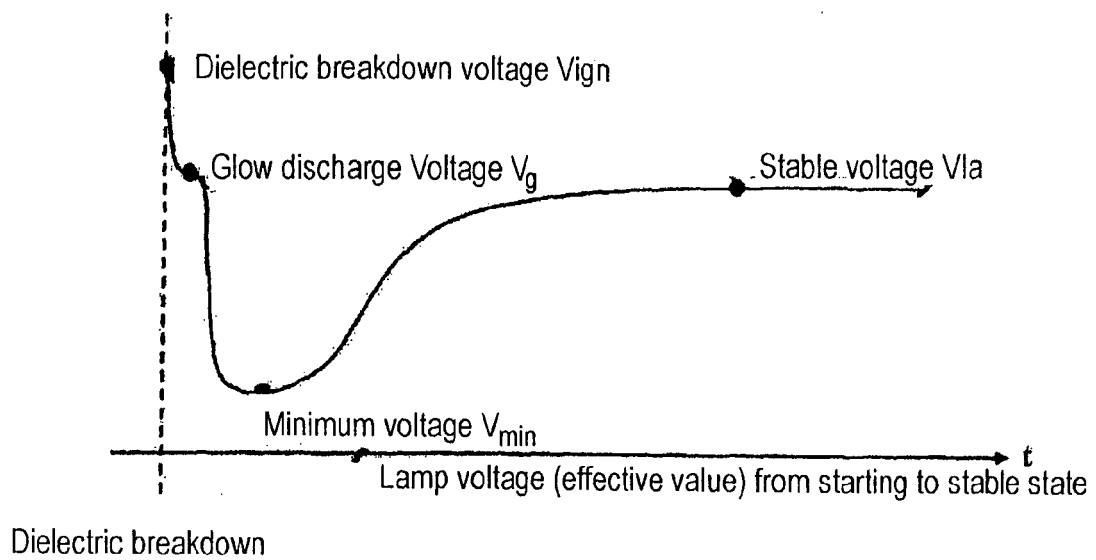 Dielectric breakdown voltage Vign
Glow discharge Voltage Vg
Stable voltage Vla
Minimum voltage Vmin
t
Lamp voltage (effective value) from starting to stable state
Dielectric breakdown